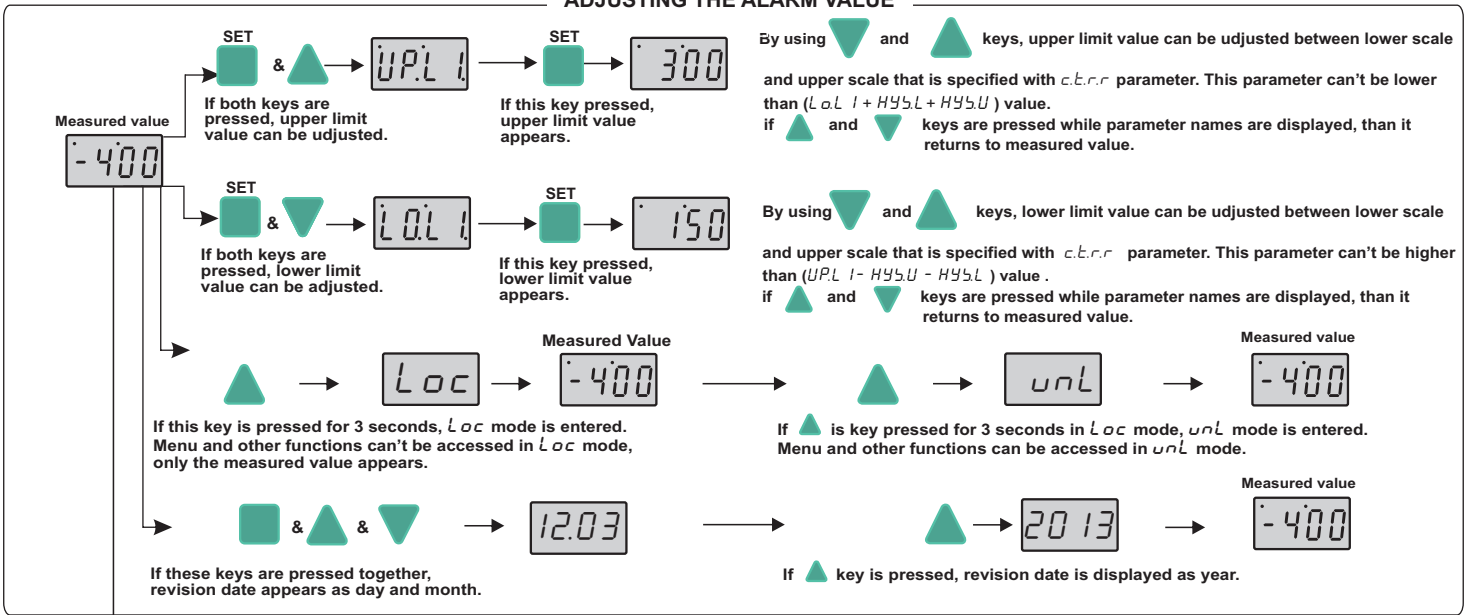 ADJUSTING THE ALARM VALUE
Measured value
-400
SET
&
UP.L 1.
SET
300
If both keys are
pressed, upper limit
value can be adjusted.
If this key pressed,
upper limit value
appears.
By using and keys, upper limit value can be udjusted between lower scale
and upper scale that is specified with c.t.r.r parameter. This parameter can't be lower
than (Lo.L 1 + HYS.L + HYS.U ) value.
if and keys are pressed while parameter names are displayed, than it
returns to measured value.
SET
&
LO.L 1.
SET
150
If both keys are
pressed, lower limit
value can be adjusted.
If this key pressed,
lower limit value
appears.
By using and keys, lower limit value can be udjusted between lower scale
and upper scale that is specified with c.t.r.r parameter. This parameter can't be higher
than (UP.L 1 - HYS.U - HYS.L ) value .
if and keys are pressed while parameter names are displayed, than it
returns to measured value.
Loc
Measured Value
-400
unL
Measured value
-400
If this key is pressed for 3 seconds, Loc mode is entered.
Menu and other functions can't be accessed in Loc mode,
only the measured value appears.
If is key pressed for 3 seconds in Loc mode, unL mode is entered.
Menu and other functions can be accessed in unL mode.
& &
12.03
2013
Measured value
-400
If these keys are pressed together,
revision date appears as day and month.
If key is pressed, revision date is displayed as year.